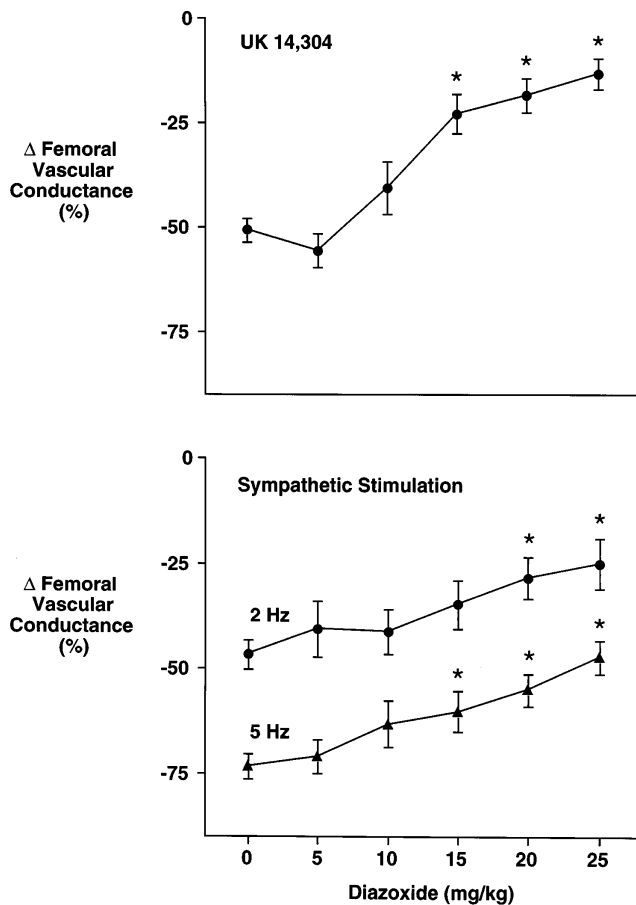 0
UK 14,304
*
*
*
-25
Δ Femoral
Vascular
Conductance
(%)
-50
-75
0
Sympathetic Stimulation
*
*
-25
Δ Femoral
Vascular
Conductance
(%)
2 Hz
*
-50
*
*
5 Hz
-75
0 5 10 15 20 25
Diazoxide (mg/kg)